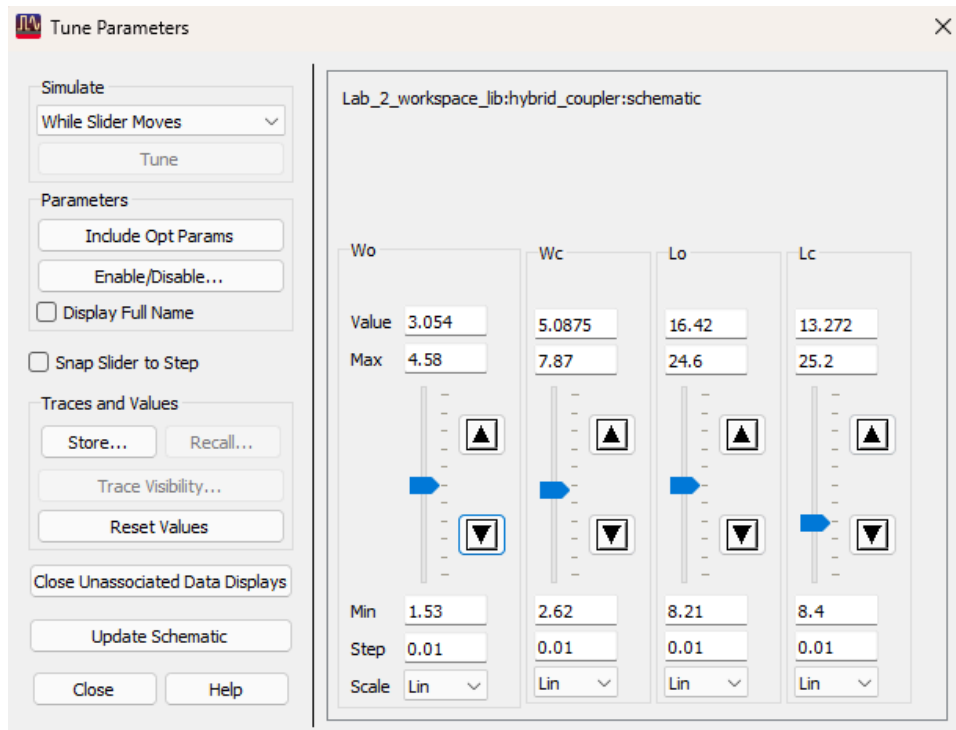 Tune Parameters
Simulate
While Slider Moves
Tune
Parameters
Include Opt Params
Enable/Disable...
Display Full Name
Snap Slider to Step
Traces and Values
Store... Recall...
Trace Visibility...
Reset Values
Close Unassociated Data Displays
Update Schematic
Close Help
Lab_2_workspace_lib:hybrid_coupler:schematic
Wo Wc Lo Lc
Value 3.054 5.0875 16.42 13.272
Max 4.58 7.87 24.6 25.2
Min 1.53 2.62 8.21 8.4
Step 0.01 0.01 0.01 0.01
Scale Lin Lin Lin Lin